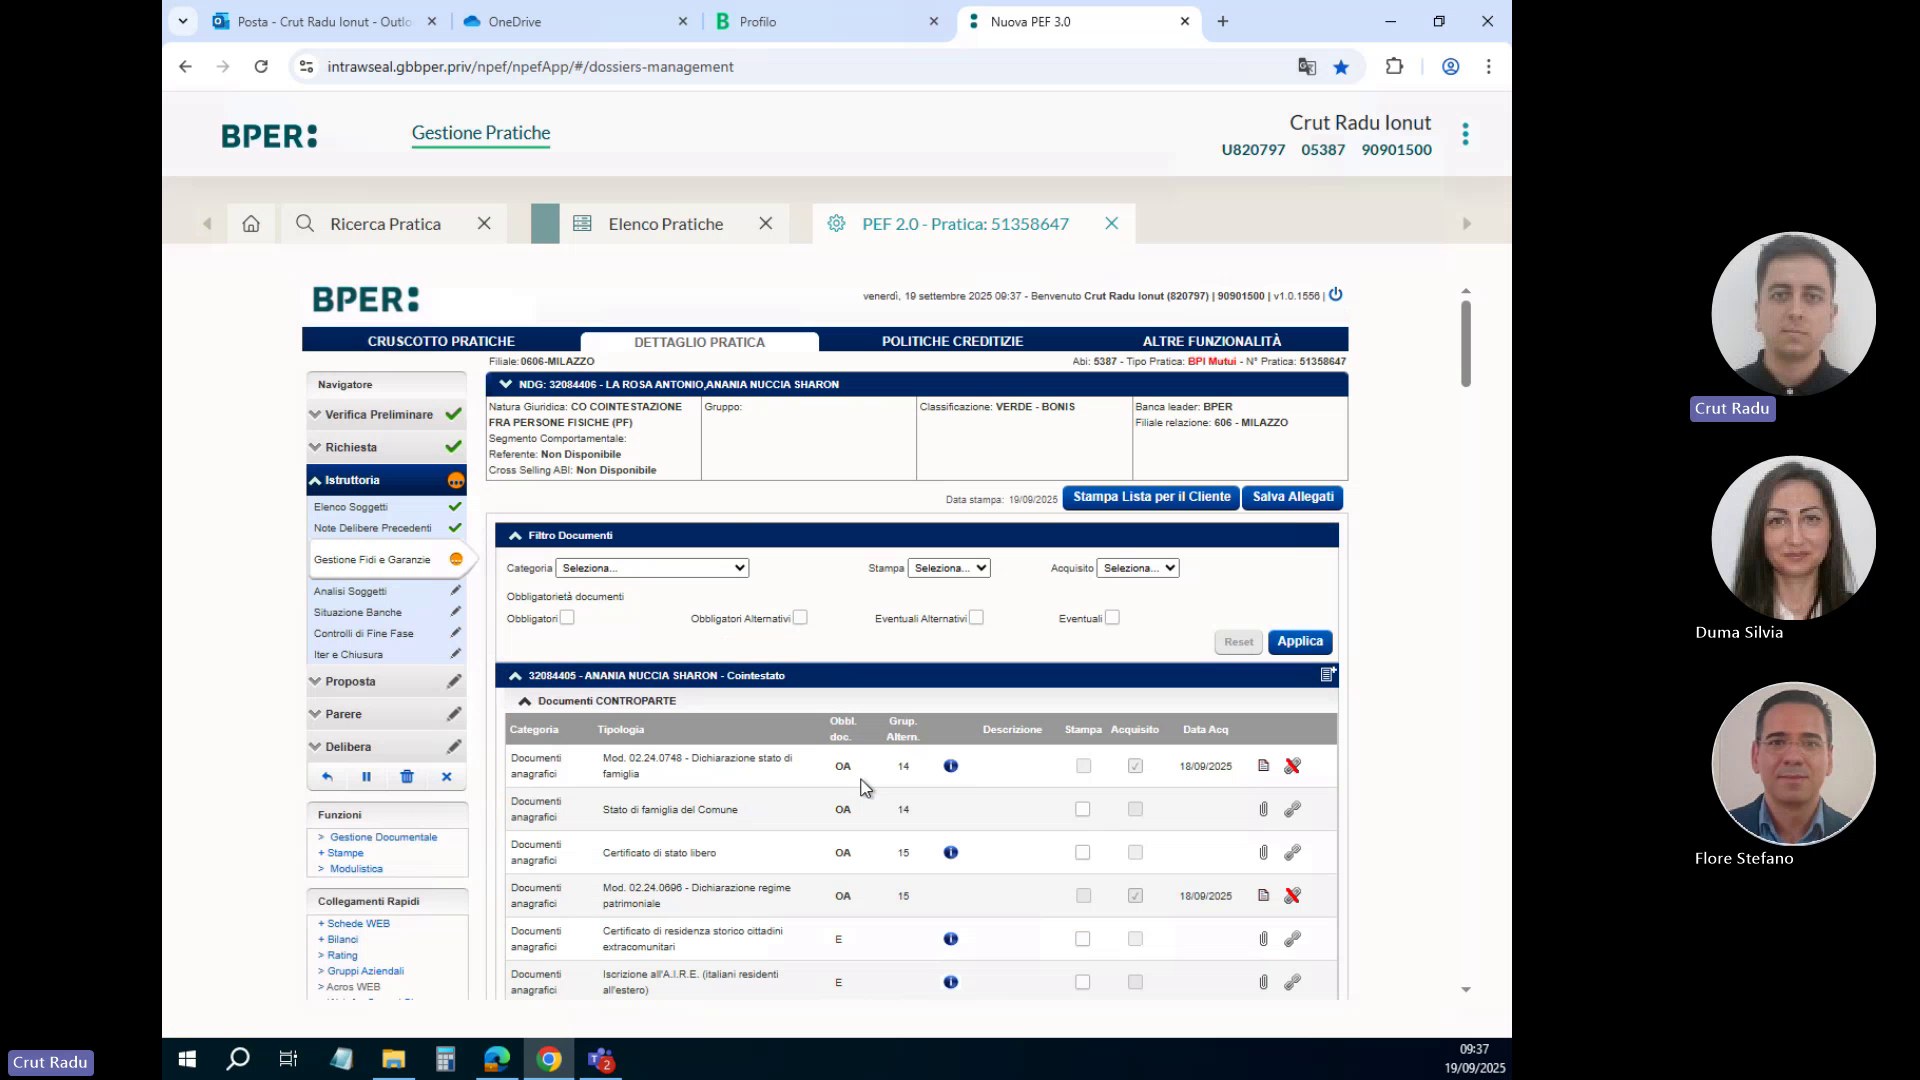 Posta - Crut Radu Ionut - Outlo
OneDrive
Profilo
Nuova PEF 3.0
intrawseal.gbbper.priv/npef/npefApp/#/dossiers-management
BPER:
Gestione Pratiche
Crut Radu Ionut
U820797 05387 90901500
Ricerca Pratica
Elenco Pratiche
PEF 2.0 - Pratica: 51358647
BPER:
venerdì, 19 settembre 2025 09:37 - Benvenuto Crut Radu Ionut (820797) | 90901500 | v1.0.1556 |
CRUSCOTTO PRATICHE
DETTAGLIO PRATICA
POLITICHE CREDITIZIE
ALTRE FUNZIONALITÀ
Filiale: 0606-MILAZZO
Abi: 5387 - Tipo Pratica: BPI Mutui - N° Pratica: 51358647
Navigatore
Verifica Preliminare
Richiesta
Istruttoria
Elenco Soggetti
Note Delibere Precedenti
Gestione Fidi e Garanzie
Analisi Soggetti
Situazione Banche
Controlli di Fine Fase
Iter e Chiusura
Proposta
Parere
Delibera
Funzioni
> Gestione Documentale
+ Stampe
> Modulistica
Collegamenti Rapidi
+ Schede WEB
+ Bilanci
> Rating
> Gruppi Aziendali
> Acros WEB
NDG: 32084406 - LA ROSA ANTONIO,ANANIA NUCCIA SHARON
Natura Giuridica: CO COINTESTAZIONE
FRA PERSONE FISICHE (PF)
Segmento Comportamentale:
Referente: Non Disponibile
Cross Selling ABI: Non Disponibile
Gruppo:
Classificazione: VERDE - BONIS
Banca leader: BPER
Filiale relazione: 606 - MILAZZO
Data stampa: 19/09/2025
Stampa Lista per il Cliente
Salva Allegati
Filtro Documenti
Categoria Seleziona...
Stampa Seleziona...
Acquisito Seleziona...
Obbligatorietà documenti
Obbligatori
Obbligatori Alternativi
Eventuali Alternativi
Eventuali
Reset
Applica
32084405 - ANANIA NUCCIA SHARON - Cointestato
Documenti CONTROPARTE
Categoria Tipologia Obbl. doc. Grup. Altern. Descrizione Stampa Acquisito Data Acq
Documenti anagrafici Mod. 02.24.0748 - Dichiarazione stato di famiglia OA 14 18/09/2025
Documenti anagrafici Stato di famiglia del Comune OA 14
Documenti anagrafici Certificato di stato libero OA 15
Documenti anagrafici Mod. 02.24.0696 - Dichiarazione regime patrimoniale OA 15 18/09/2025
Documenti anagrafici Certificato di residenza storico cittadini extracomunitari E
Documenti anagrafici Iscrizione all'A.I.R.E. (italiani residenti all'estero) E
2
09:37
19/09/2025
Crut Radu
Duma Silvia
Flore Stefano
Crut Radu